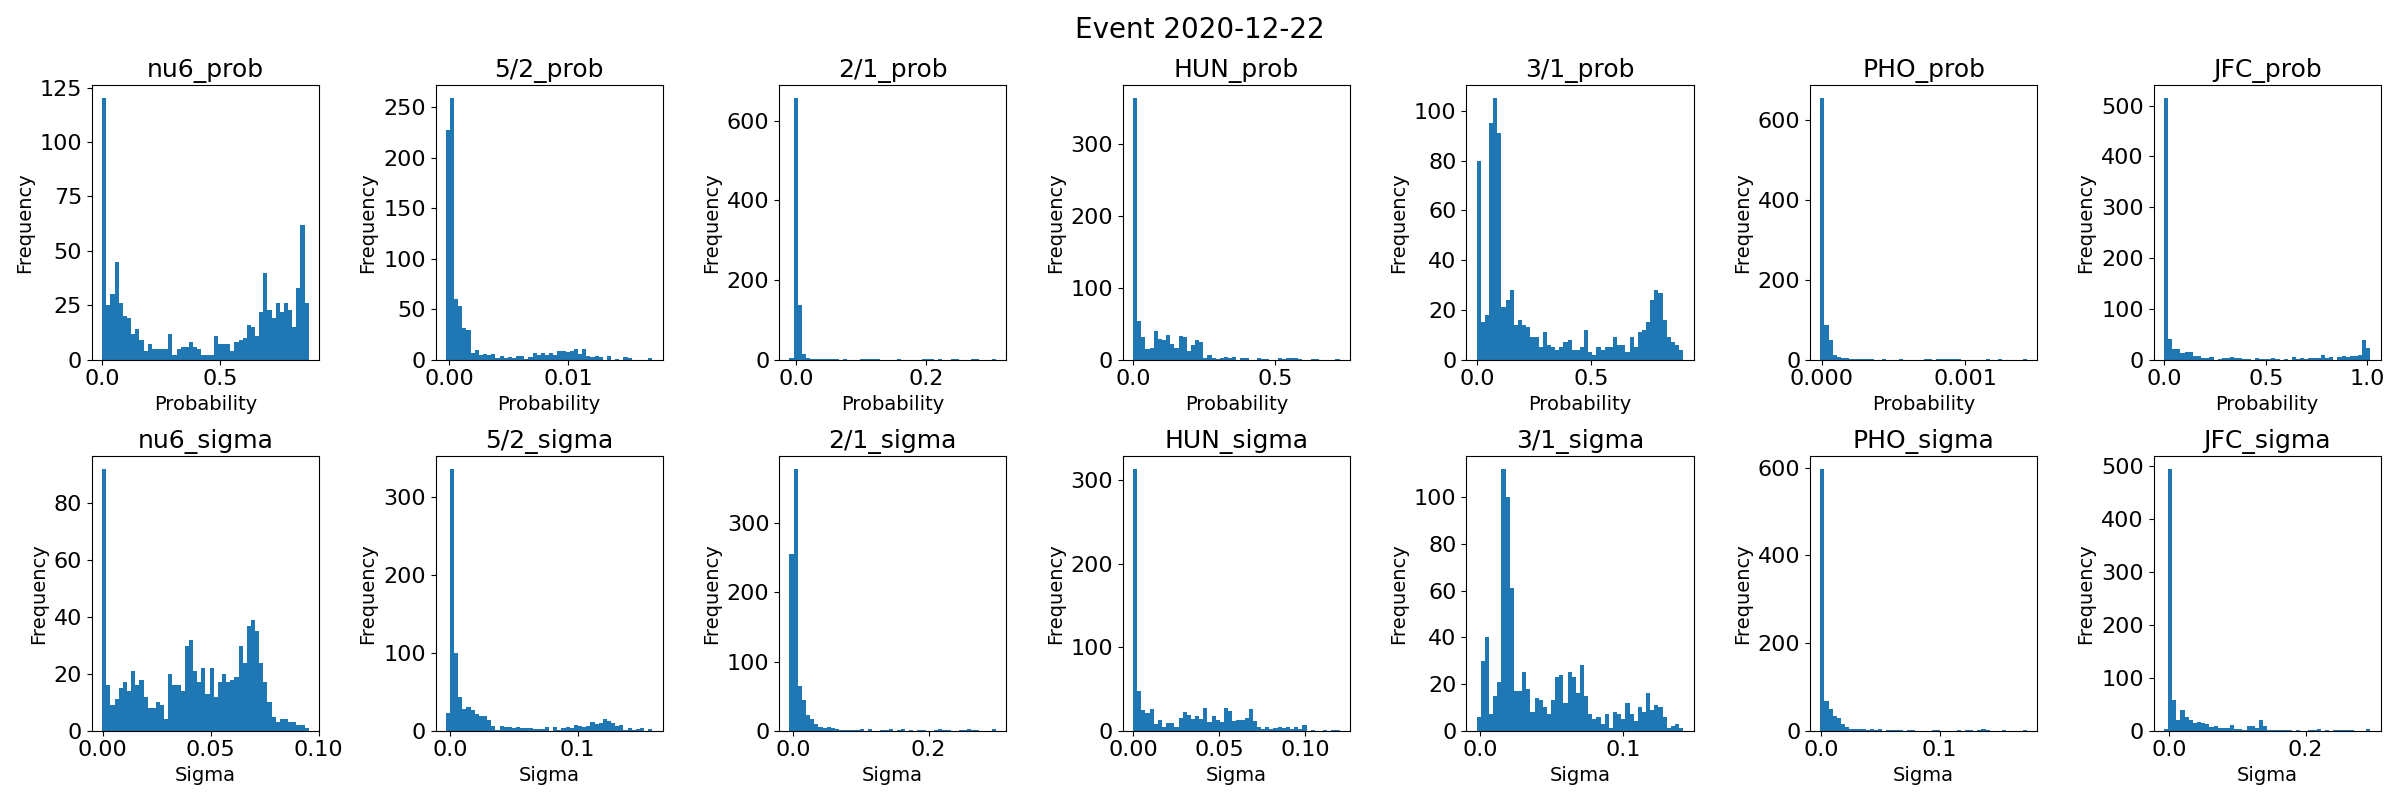 Event 2020-12-22
nu6_prob
125
100
75
50
25
0
Frequency
0.0 0.5
Probability
5/2_prob
250
200
150
100
50
0
Frequency
0.00 0.01
Probability
2/1_prob
600
400
200
0
Frequency
0.0 0.2
Probability
HUN_prob
300
200
100
0
Frequency
0.0 0.5
Probability
3/1_prob
100
80
60
40
20
0
Frequency
0.0 0.5
Probability
PHO_prob
600
400
200
0
Frequency
0.000 0.001
Probability
JFC_prob
500
400
300
200
100
0
Frequency
0.0 0.5 1.0
Probability
nu6_sigma
80
60
40
20
0
Frequency
0.00 0.05 0.10
Sigma
5/2_sigma
300
200
100
0
Frequency
0.0 0.1
Sigma
2/1_sigma
300
200
100
0
Frequency
0.0 0.2
Sigma
HUN_sigma
300
200
100
0
Frequency
0.00 0.05 0.10
Sigma
3/1_sigma
100
80
60
40
20
0
Frequency
0.0 0.1
Sigma
PHO_sigma
600
400
200
0
Frequency
0.0 0.1
Sigma
JFC_sigma
500
400
300
200
100
0
Frequency
0.0 0.2
Sigma